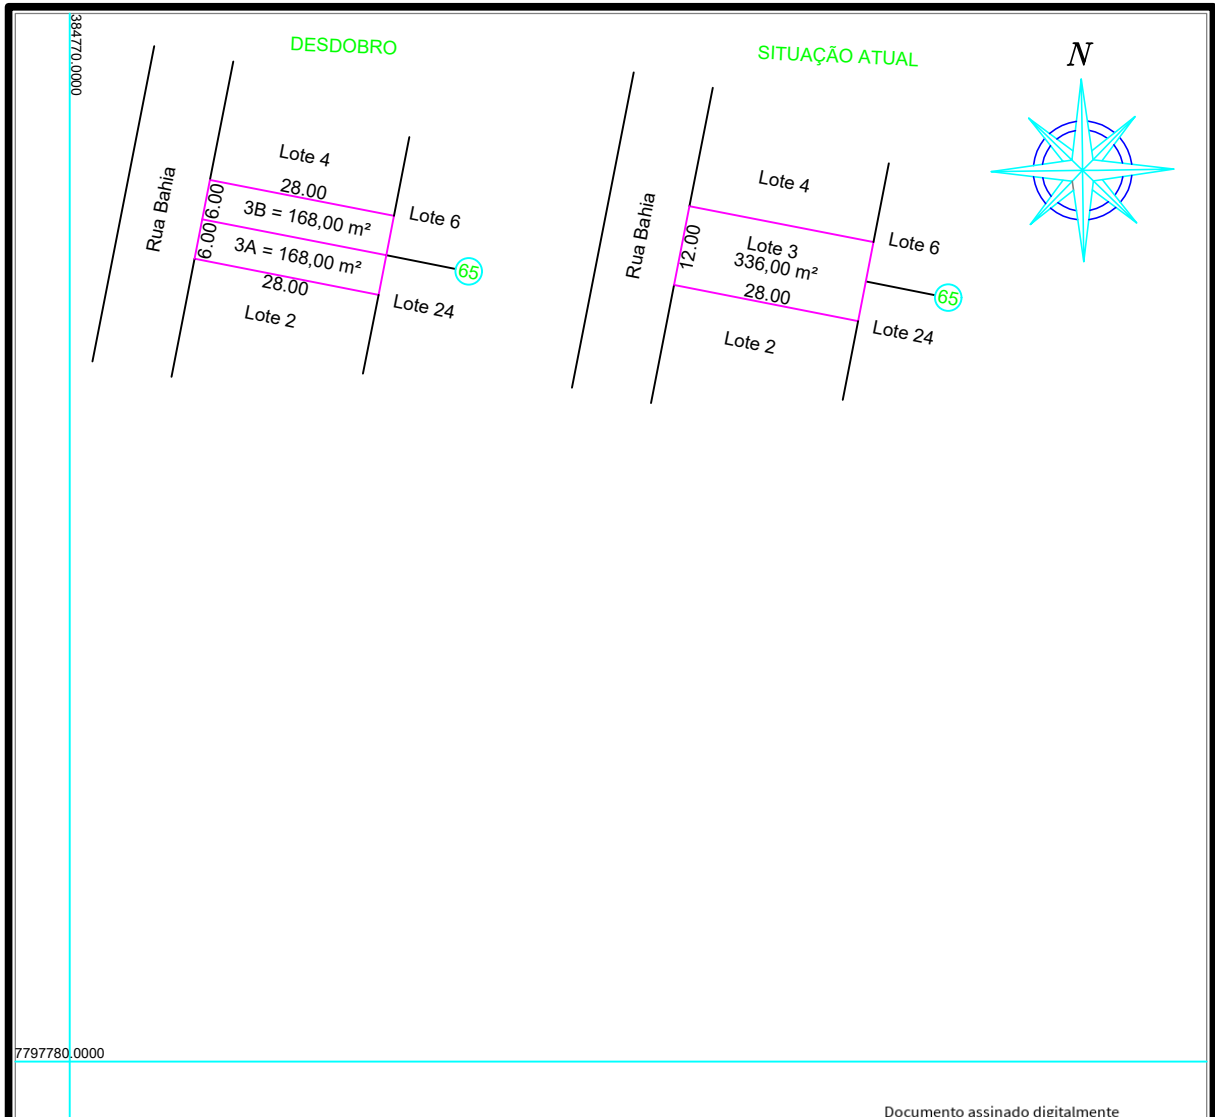 384770.0000
DESDOBRO
Rua Bahia
Lote 4
28.00
6.00
3B = 168,00 m²
Lote 6
6.00
3A = 168,00 m²
65
28.00
Lote 24
Lote 2
SITUAÇÃO ATUAL
Rua Bahia
Lote 4
12.00
Lote 3
336,00 m²
Lote 6
28.00
65
Lote 24
Lote 2
N
7797780.0000
Documento assinado digitalmente